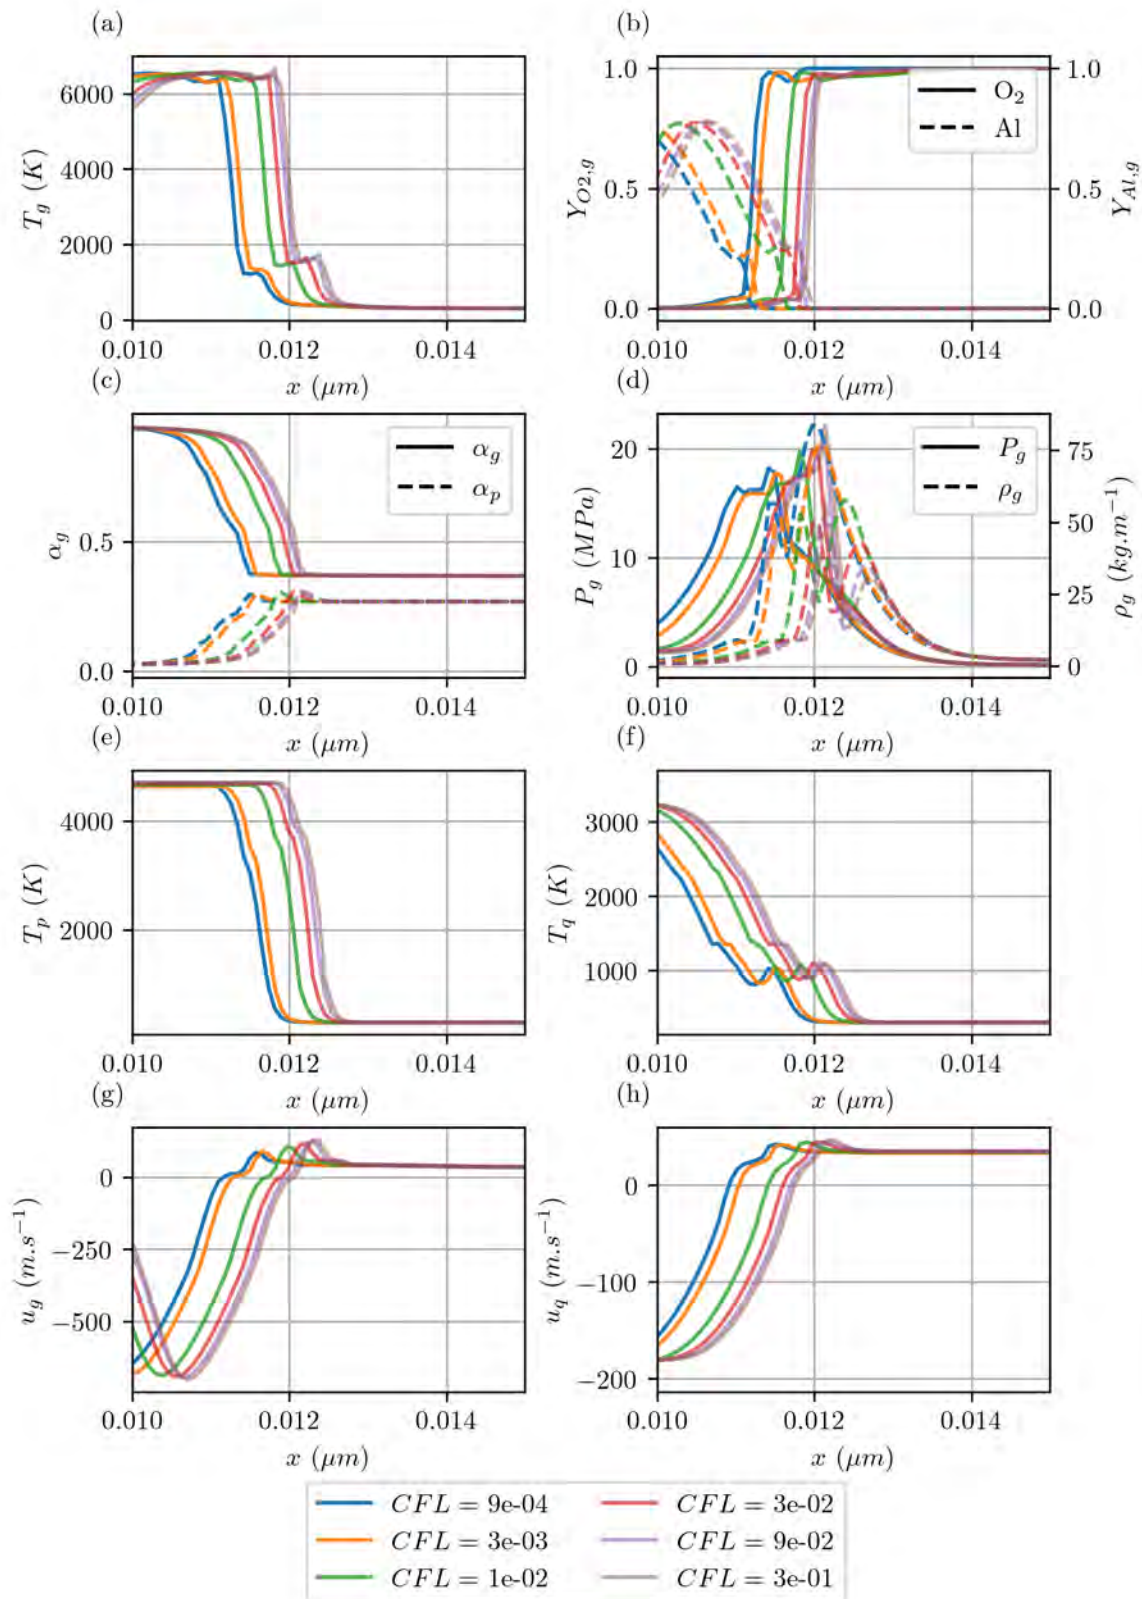 (a)
(b)
T_g (K)
6000
4000
2000
0
0.010
0.012
0.014
x (μm)
Y_{O2,g}
1.0
0.5
0.0
O_2
Al
1.0
0.5
0.0
Y_{Al,g}
0.010
0.012
0.014
x (μm)
(c)
(d)
α_g
0.5
0.0
α_g
α_p
0.010
0.012
0.014
x (μm)
P_g (MPa)
20
10
0
P_g
ρ_g
75
50
25
0
ρ_g (kg.m^{-1})
0.010
0.012
0.014
x (μm)
(e)
(f)
T_p (K)
4000
2000
0.010
0.012
0.014
x (μm)
T_q (K)
3000
2000
1000
0.010
0.012
0.014
x (μm)
(g)
(h)
u_g (m.s^{-1})
0
−250
−500
0.010
0.012
0.014
x (μm)
u_q (m.s^{-1})
0
−100
−200
0.010
0.012
0.014
x (μm)
CFL = 9e-04
CFL = 3e-03
CFL = 1e-02
CFL = 3e-02
CFL = 9e-02
CFL = 3e-01